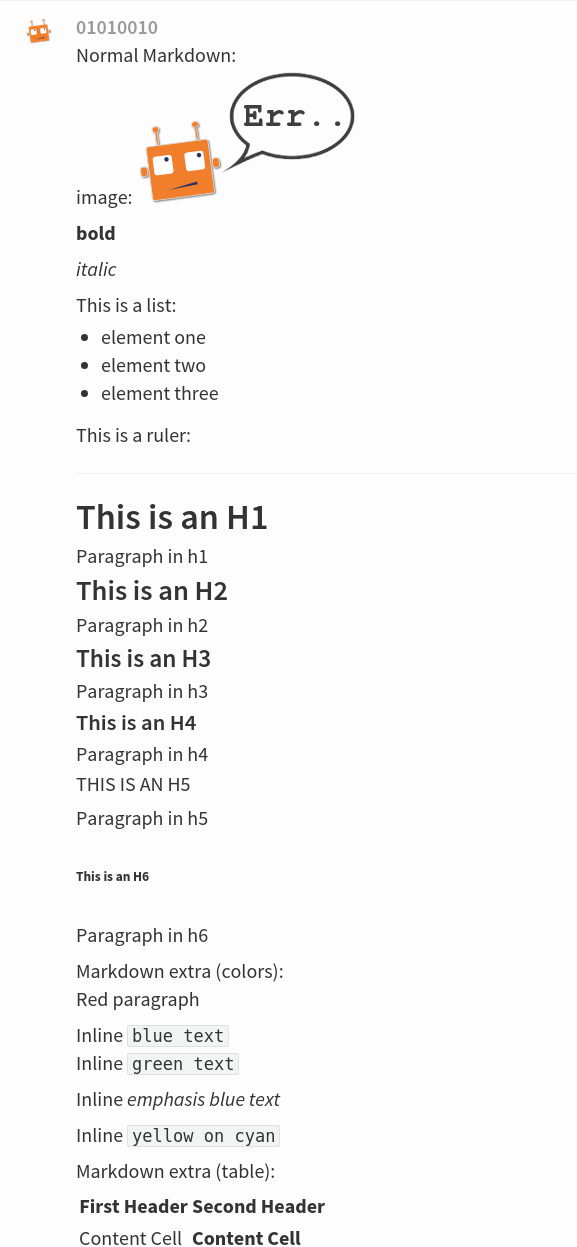 01010010
Normal Markdown:
Err..
image:
bold
italic
This is a list:
element one
element two
element three
This is a ruler:
This is an H1
Paragraph in h1
This is an H2
Paragraph in h2
This is an H3
Paragraph in h3
This is an H4
Paragraph in h4
THIS IS AN H5
Paragraph in h5
This is an H6
Paragraph in h6
Markdown extra (colors):
Red paragraph
Inline blue text
Inline green text
Inline emphasis blue text
Inline yellow on cyan
Markdown extra (table):
First Header Second Header
Content Cell Content Cell